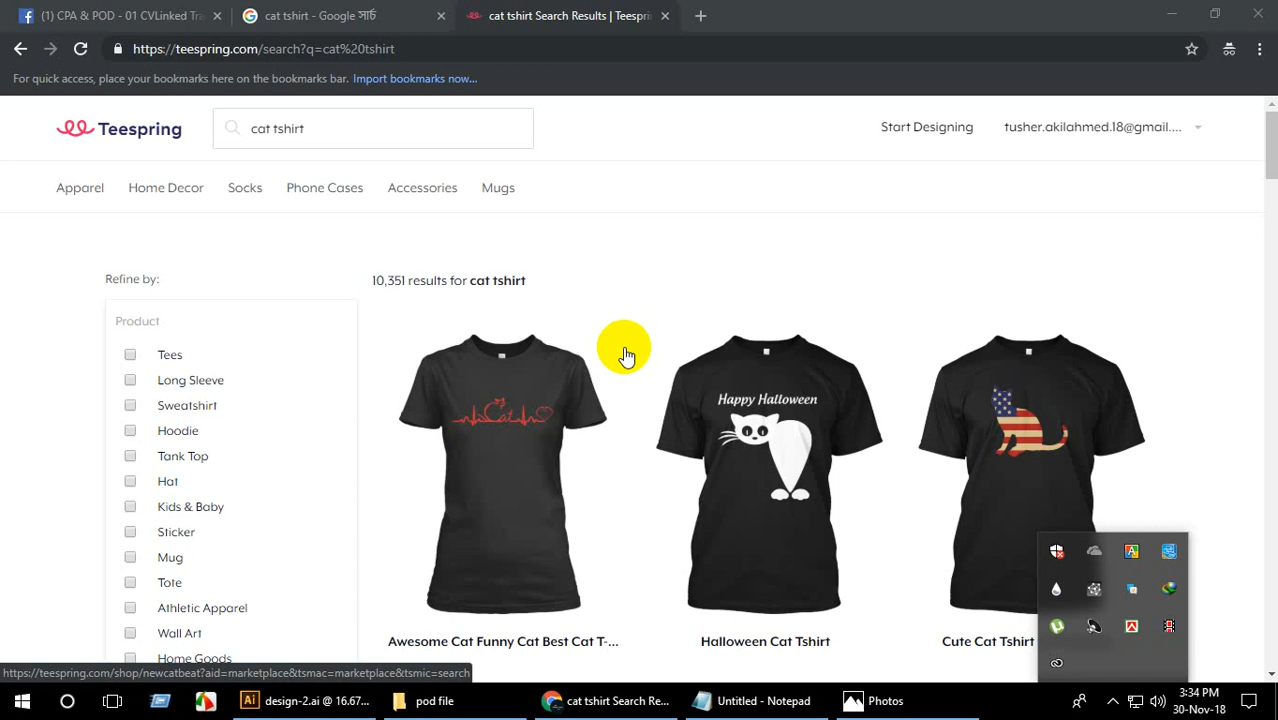 (1) CPA & POD - 01 CVLinked Tra
cat tshirt - Google সার্চ
cat tshirt Search Results | Teespri
https://teespring.com/search?q=cat%20tshirt
For quick access, place your bookmarks here on the bookmarks bar. Import bookmarks now...
Teespring
cat tshirt
Start Designing
tusher.akilahmed.18@gmail....
Apparel
Home Decor
Socks
Phone Cases
Accessories
Mugs
Refine by:
10,351 results for cat tshirt
Product
Tees
Long Sleeve
Sweatshirt
Hoodie
Tank Top
Hat
Kids & Baby
Sticker
Mug
Tote
Athletic Apparel
Wall Art
Home Goods
Cat
Happy Halloween
Awesome Cat Funny Cat Best Cat T-...
Halloween Cat Tshirt
Cute Cat Tshirt
https://teespring.com/shop/newcatbeat?aid=marketplace&tsmac=marketplace&tsmic=search
Ai
design-2.ai @ 16.67...
pod file
cat tshirt Search Re...
Untitled - Notepad
Photos
3:34 PM
30-Nov-18